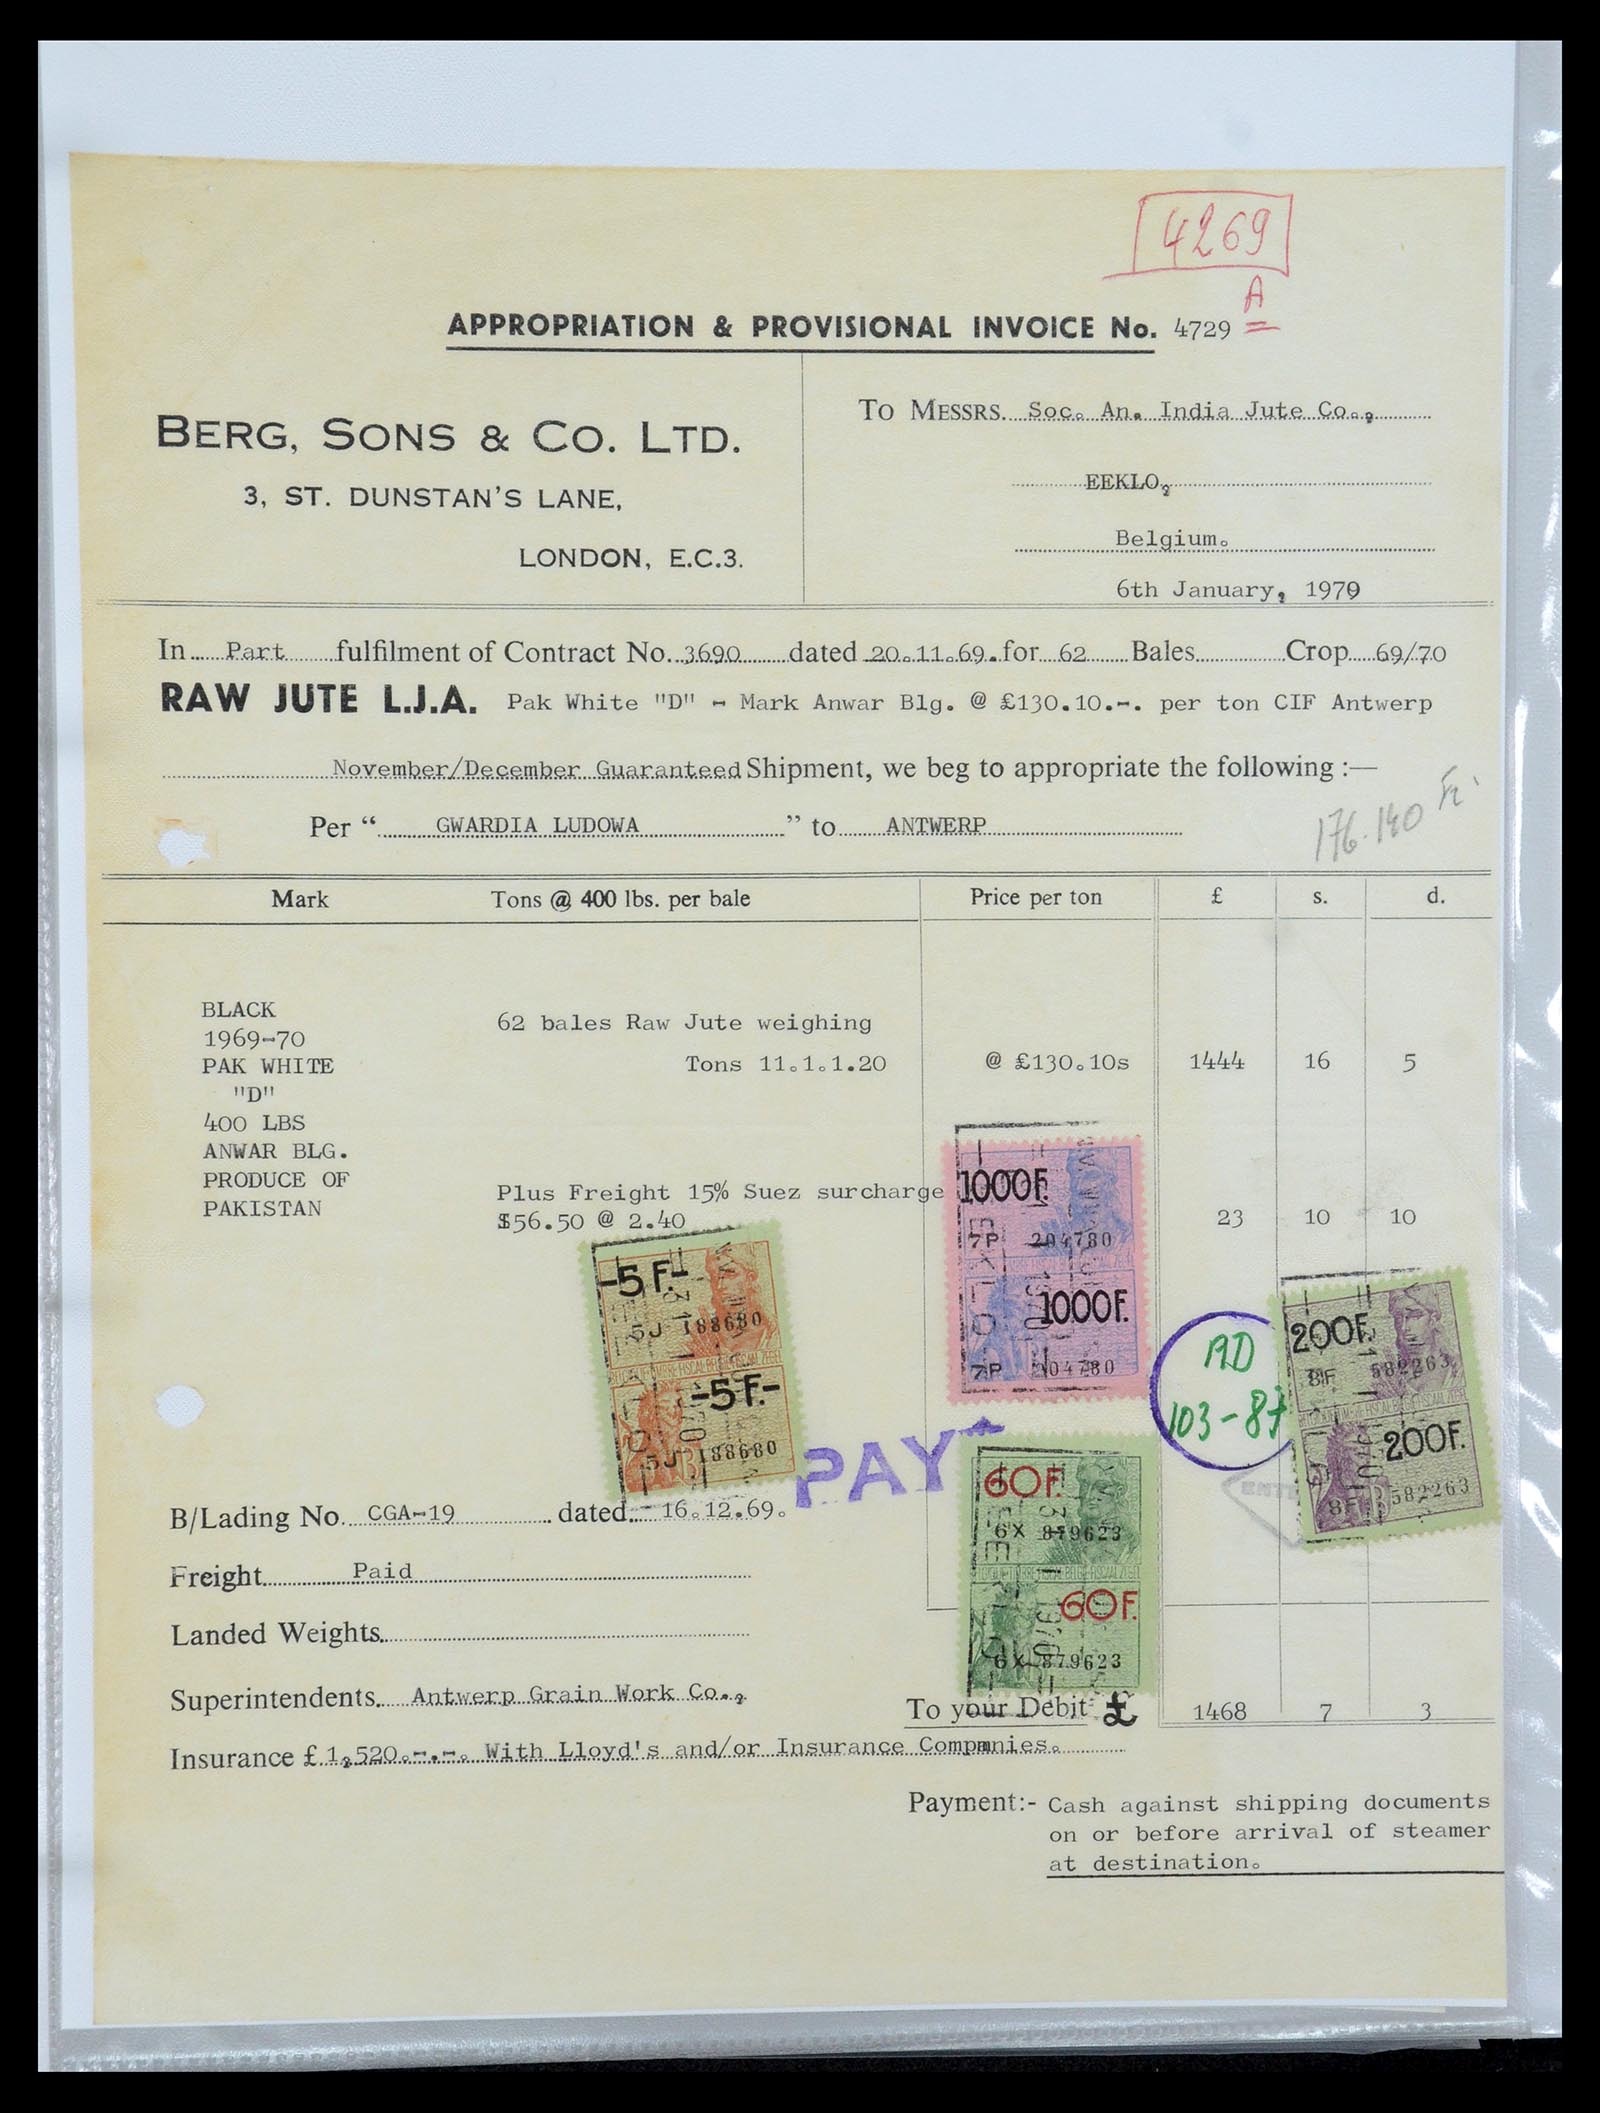 4269
A
APPROPRIATION & PROVISIONAL INVOICE No. 4729
BERG, SONS & CO. LTD.
3, ST. DUNSTAN'S LANE,
LONDON, E.C.3.
TO MESSRS. Soc. An. India Jute Co.,
EEKLO,
Belgium.
6th January, 1970
In Part fulfilment of Contract No. 3690 dated 20.11.69. for 62 Bales Crop 69/70
RAW JUTE L.J.A. Pak White "D" - Mark Anwar Blg. @ £130.10.-. per ton CIF Antwerp
November/December Guaranteed Shipment, we beg to appropriate the following :—
Per “ GWARDIA LUDOWA ” to ANTWERP
176.140 Fr
Mark Tons @ 400 lbs. per bale Price per ton £ s. d.
BLACK
1969-70
PAK WHITE
"D"
400 LBS
ANWAR BLG.
PRODUCE OF
PAKISTAN
62 bales Raw Jute weighing
Tons 11.1.1.20 @ £130.10s 1444 16 5
Plus Freight 15% Suez surcharge
$56.50 @ 2.40 23 10 10
1000F.
7P 204780
1000F.
7P 204780
-5F-
5J 188680
-5F.-
5J 188680
200F.
8F 582263
200F.
8F 582263
103-87
PAY
60F.
6X 879623
60F.
6X 879623
B/Lading No. CGA-19 dated 16.12.69.
Freight Paid
Landed Weights
Superintendents. Antwerp Grain Work Co.,
To your Debit £ 1468 7 3
Insurance £ 1,520.-.-. With Lloyd's and/or Insurance Companies.
Payment:- Cash against shipping documents
on or before arrival of steamer
at destination.